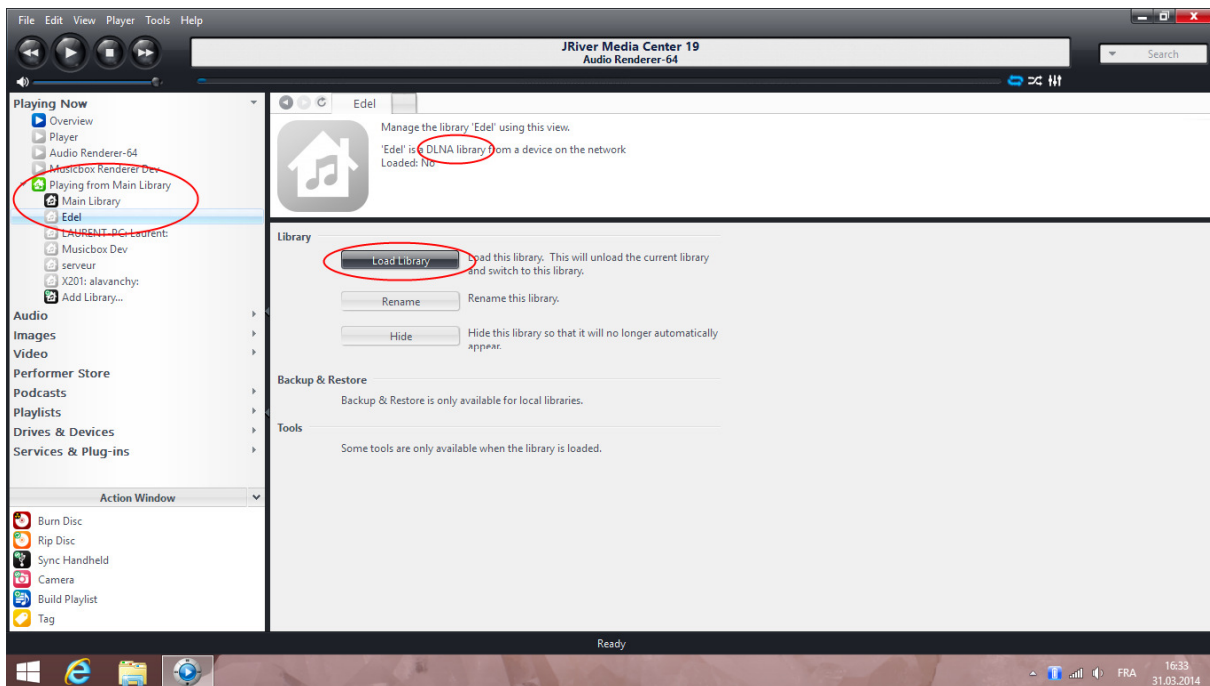 File Edit View Player Tools Help
JRiver Media Center 19
Audio Renderer-64
Search
Playing Now
Overview
Player
Audio Renderer-64
Musicbox Renderer Dev
Playing from Main Library
Main Library
Edel
LAURENT-PC: Laurent:
Musicbox Dev
serveur
X201: alavanchy:
Add Library...
Audio
Images
Video
Performer Store
Podcasts
Playlists
Drives & Devices
Services & Plug-ins
Action Window
Burn Disc
Rip Disc
Sync Handheld
Camera
Build Playlist
Tag
Edel
Manage the library 'Edel' using this view.
'Edel' is a DLNA library from a device on the network
Loaded: No
Library
Load Library
Load this library. This will unload the current library
and switch to this library.
Rename
Rename this library.
Hide
Hide this library so that it will no longer automatically
appear.
Backup & Restore
Backup & Restore is only available for local libraries.
Tools
Some tools are only available when the library is loaded.
Ready
FRA
16:33
31.03.2014